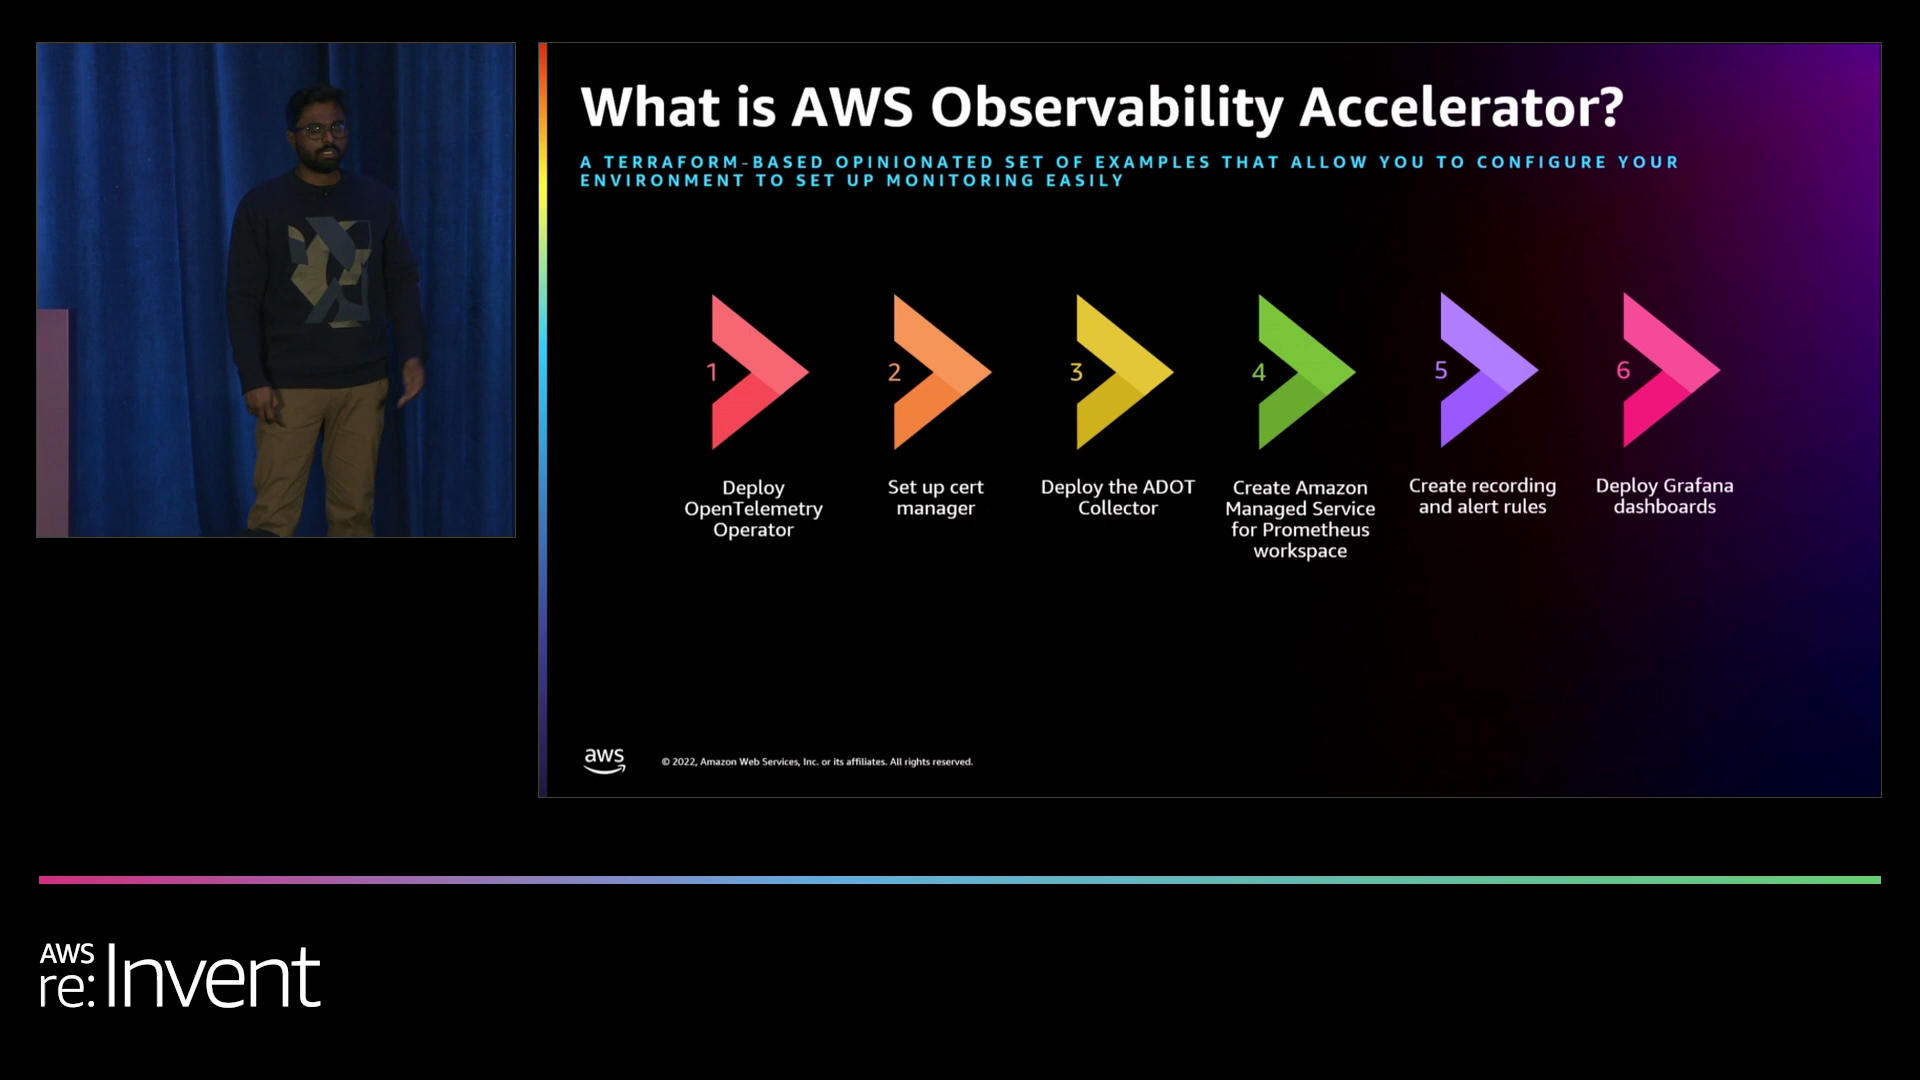 What is AWS Observability Accelerator?
A TERRAFORM-BASED OPINIONATED SET OF EXAMPLES THAT ALLOW YOU TO CONFIGURE YOUR
ENVIRONMENT TO SET UP MONITORING EASILY
1
Deploy
OpenTelemetry
Operator
2
Set up cert
manager
3
Deploy the ADOT
Collector
4
Create Amazon
Managed Service
for Prometheus
workspace
5
Create recording
and alert rules
6
Deploy Grafana
dashboards
aws
© 2022, Amazon Web Services, Inc. or its affiliates. All rights reserved.
AWS
re:Invent